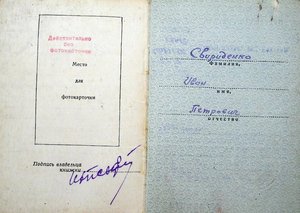 Действительно
без
фотокарточки
Место
для
фотокарточки
Подпись владельца
книжки
Свириденко
фамилия,
Иван
имя,
Петрович
отчество